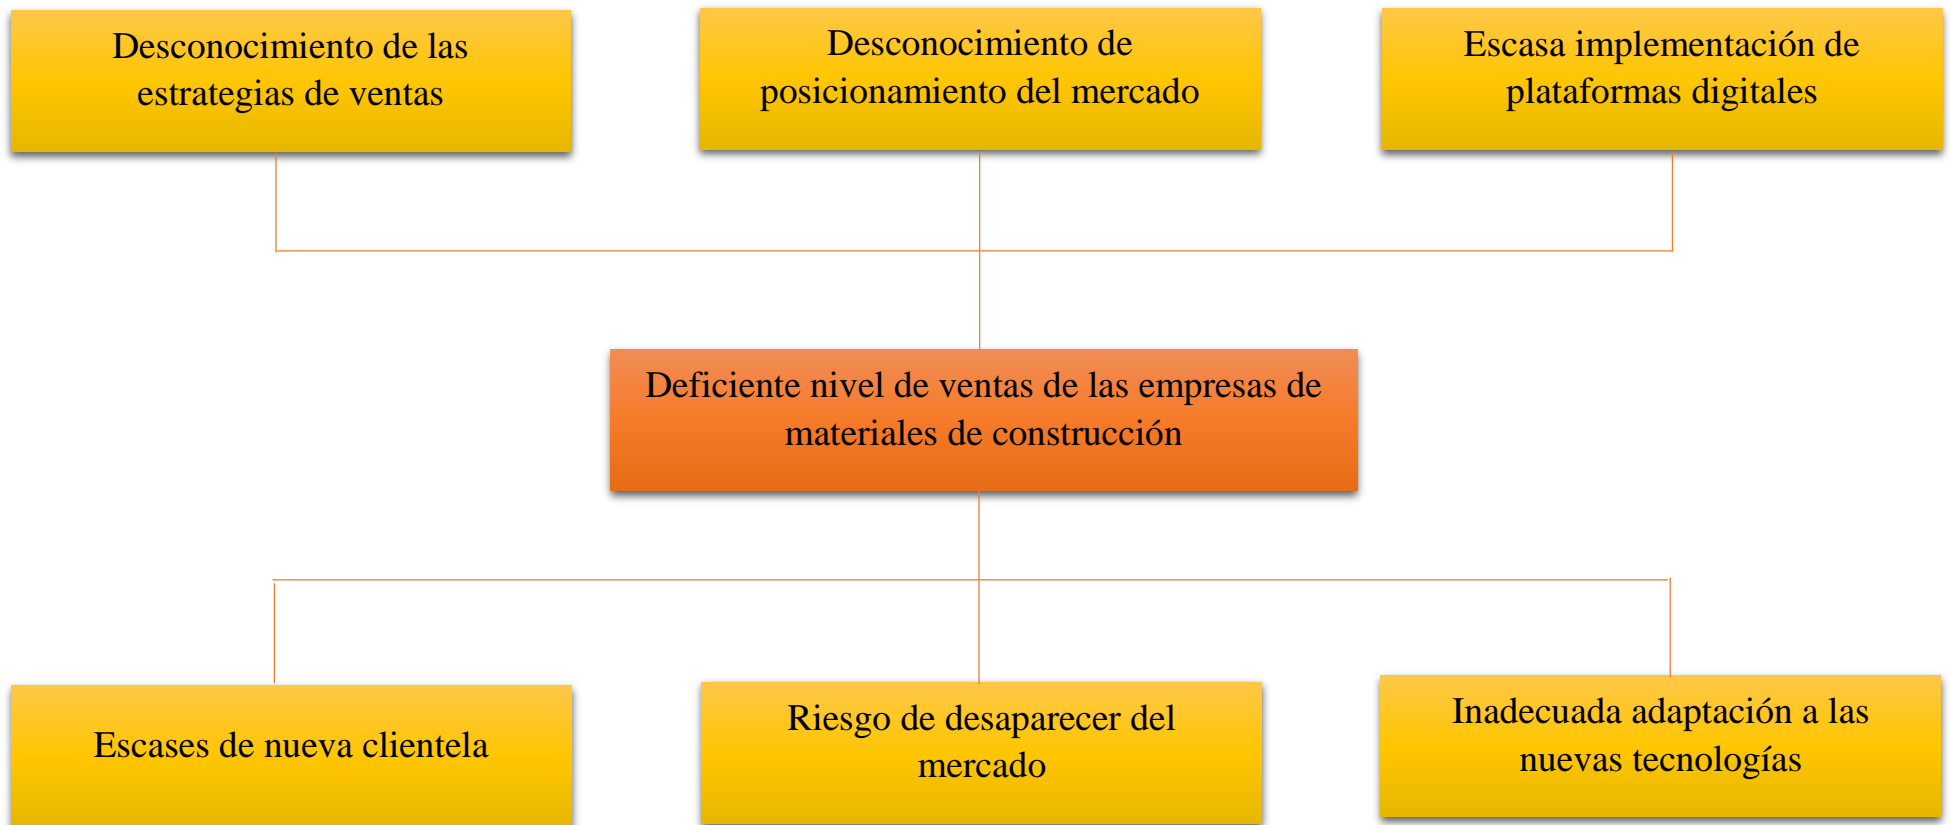 Desconocimiento de las
estrategias de ventas
Desconocimiento de
posicionamiento del mercado
Escasa implementación de
plataformas digitales
Deficiente nivel de ventas de las empresas de
materiales de construcción
Escases de nueva clientela
Riesgo de desaparecer del
mercado
Inadecuada adaptación a las
nuevas tecnologías